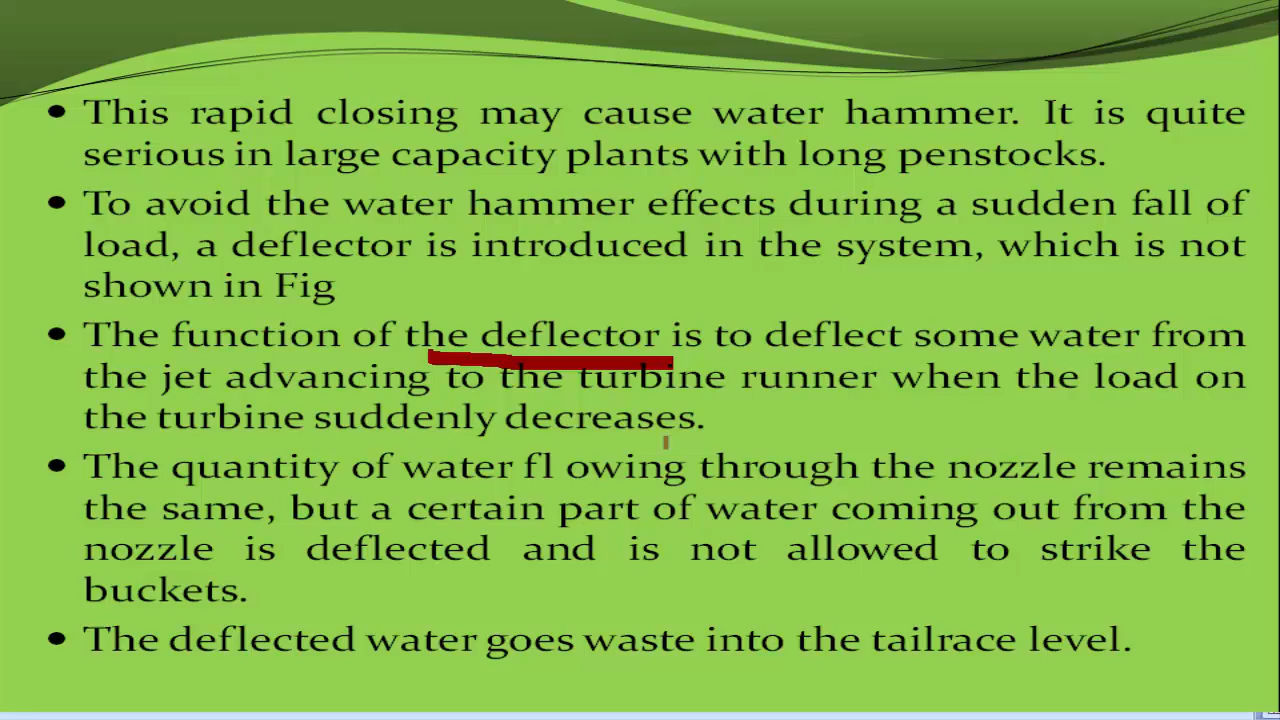 • This rapid closing may cause water hammer. It is quite
serious in large capacity plants with long penstocks.
• To avoid the water hammer effects during a sudden fall of
load, a deflector is introduced in the system, which is not
shown in Fig
• The function of the deflector is to deflect some water from
the jet advancing to the turbine runner when the load on
the turbine suddenly decreases.
• The quantity of water fl owing through the nozzle remains
the same, but a certain part of water coming out from the
nozzle is deflected and is not allowed to strike the
buckets.
• The deflected water goes waste into the tailrace level.